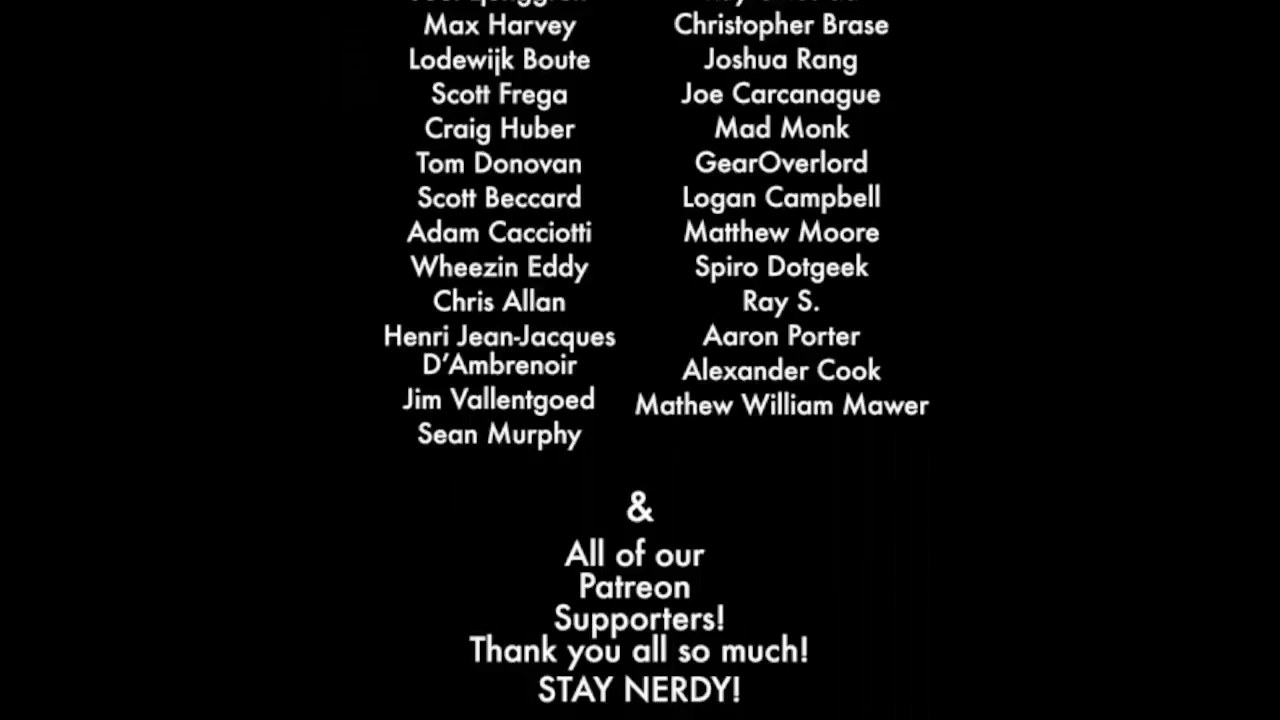 Max Harvey
Lodewijk Boute
Scott Frega
Craig Huber
Tom Donovan
Scott Beccard
Adam Cacciotti
Wheezin Eddy
Chris Allan
Henri Jean-Jacques
D’Ambrenoir
Jim Vallentgoed
Sean Murphy
Christopher Brase
Joshua Rang
Joe Carcanague
Mad Monk
GearOverlord
Logan Campbell
Matthew Moore
Spiro Dotgeek
Ray S.
Aaron Porter
Alexander Cook
Mathew William Mawer
&
All of our
Patreon
Supporters!
Thank you all so much!
STAY NERDY!